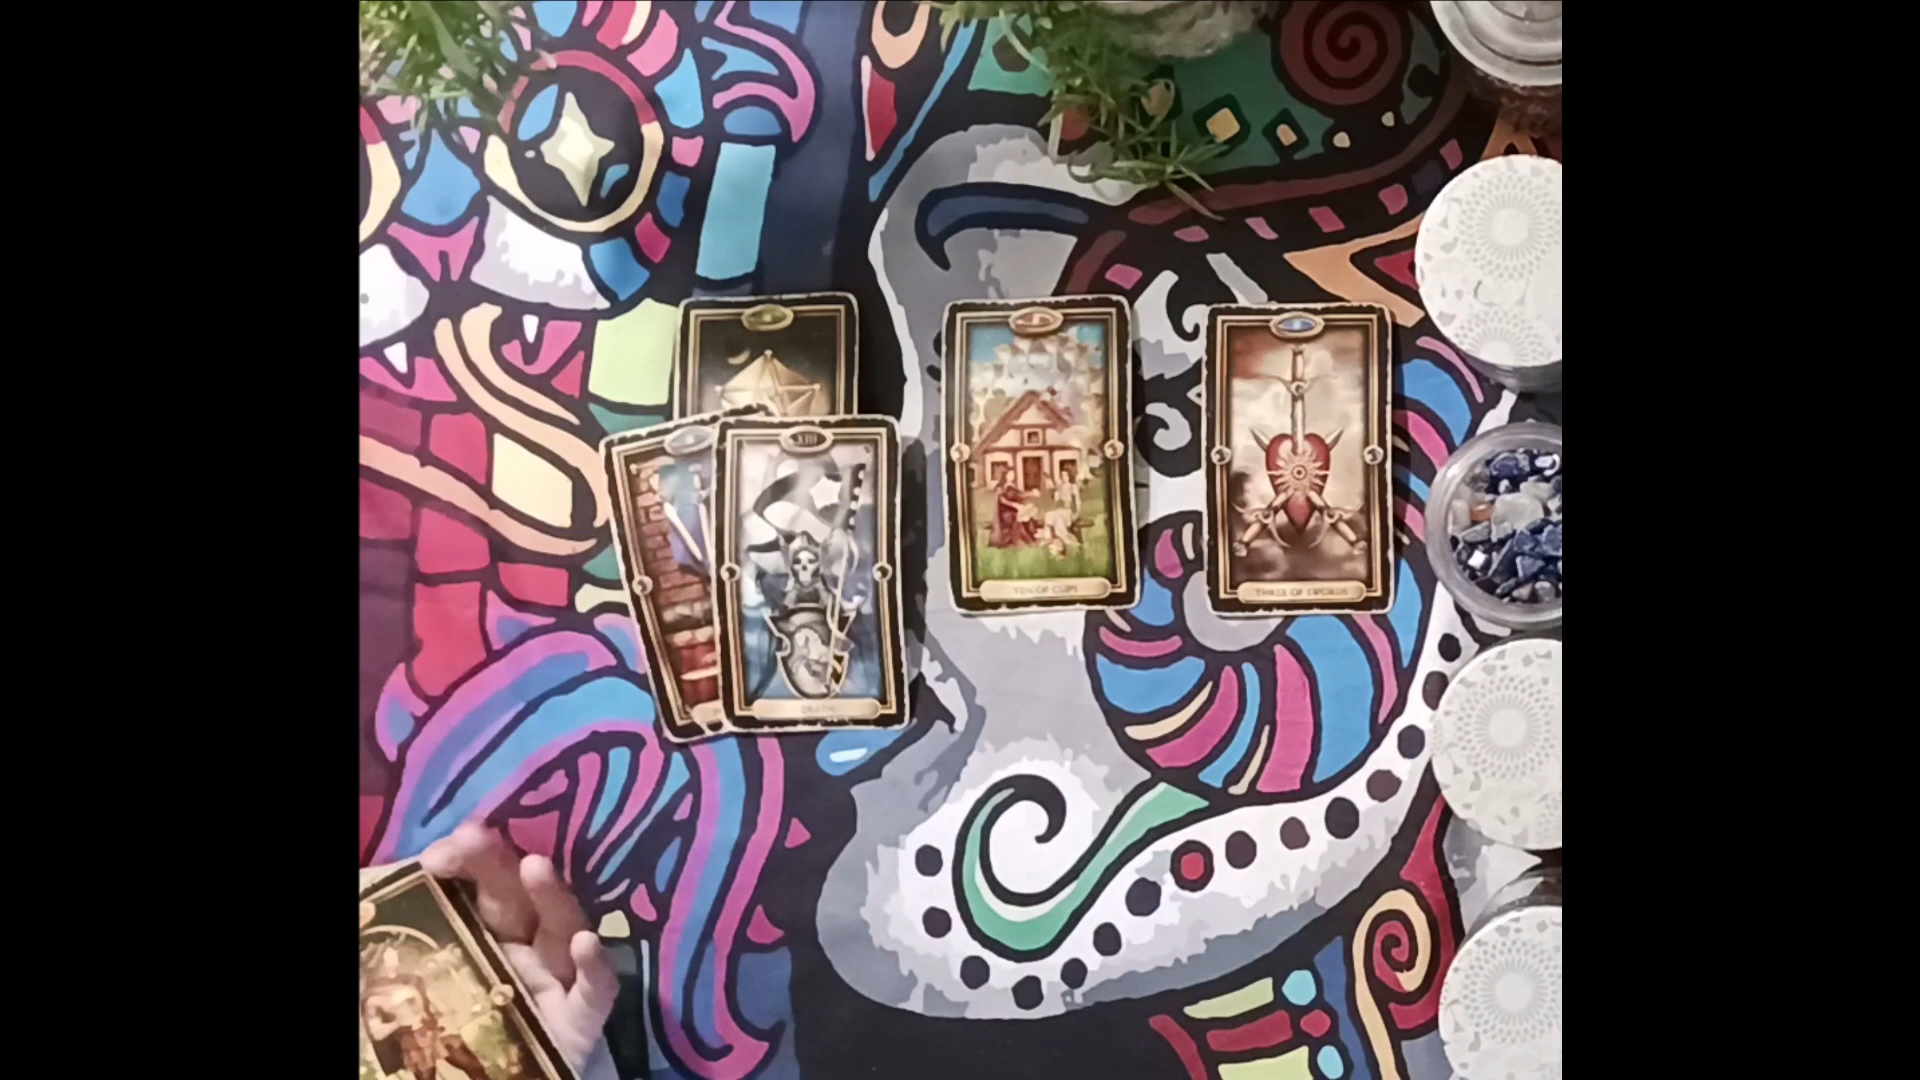 XIII
DEATH
TEN OF CUPS
THREE OF SWORDS